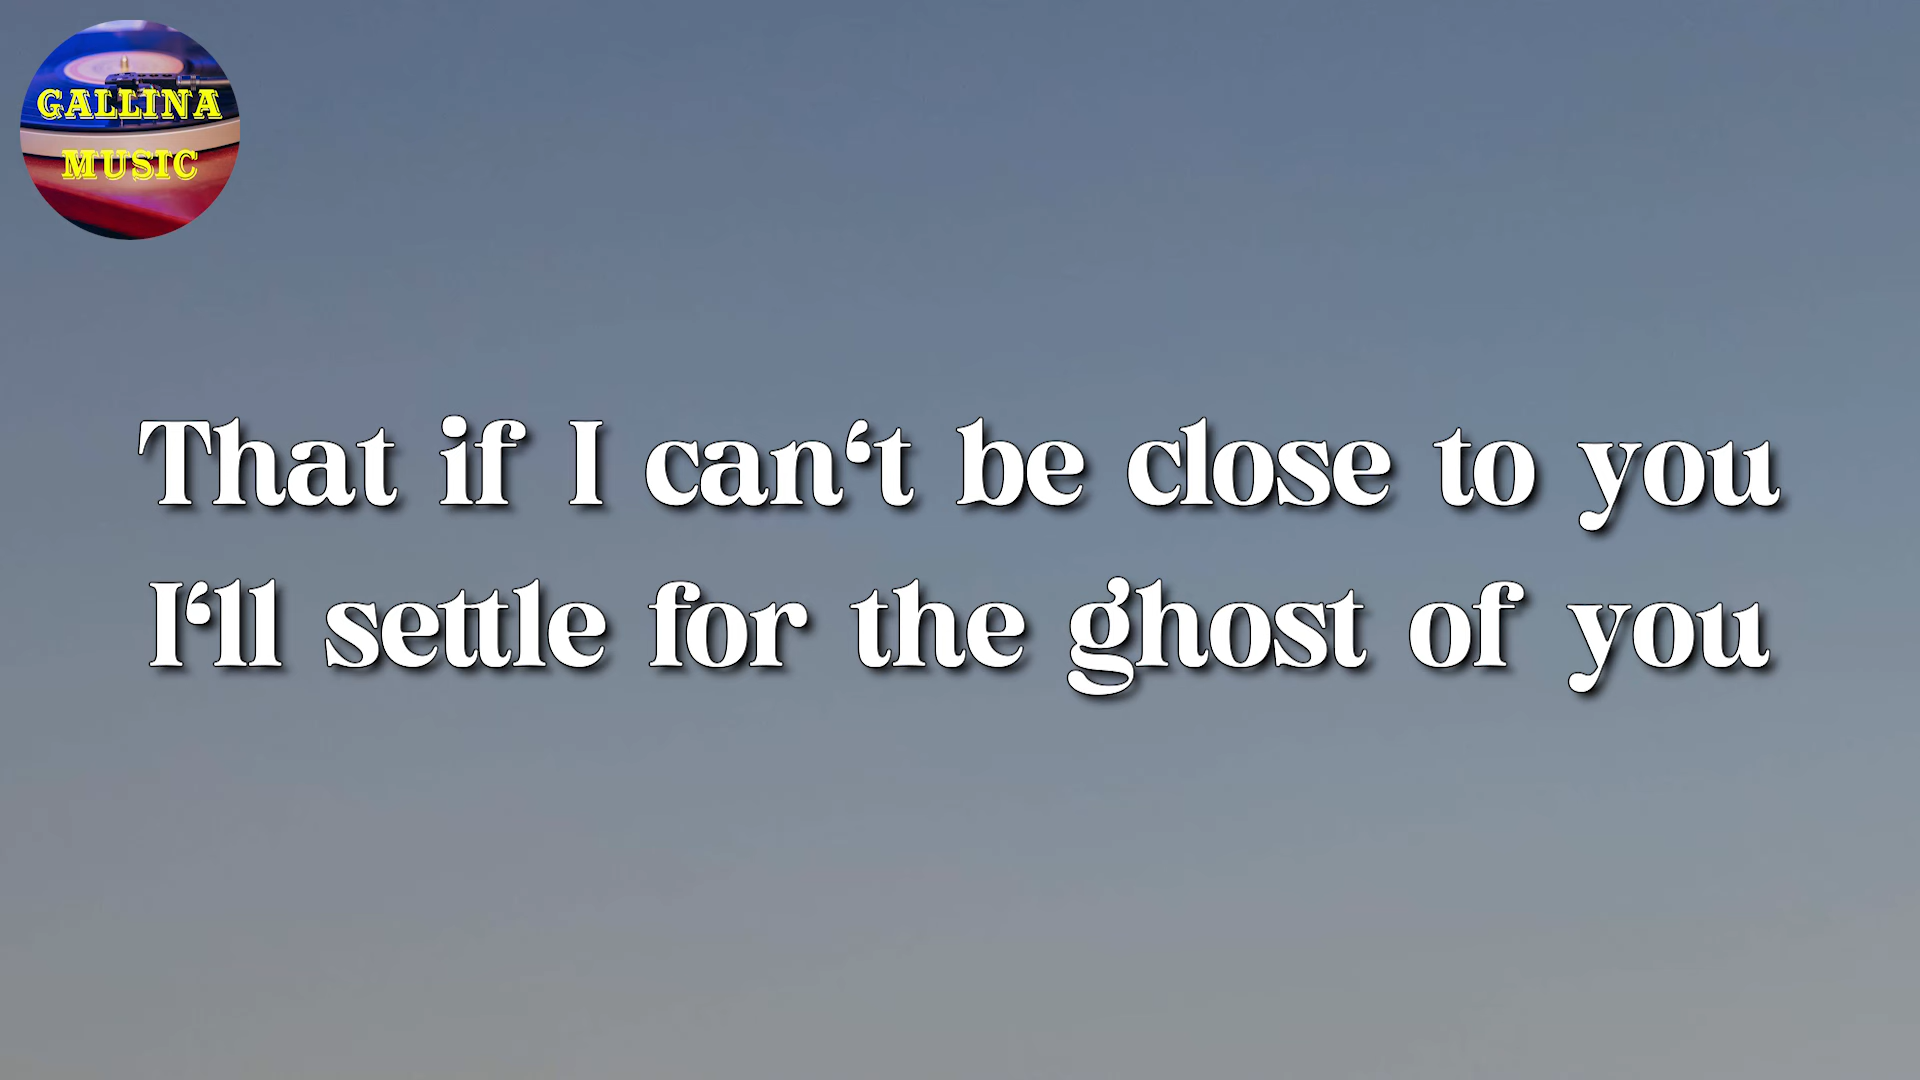 GALLINA
MUSIC
That if I can‘t be close to you
I‘ll settle for the ghost of you